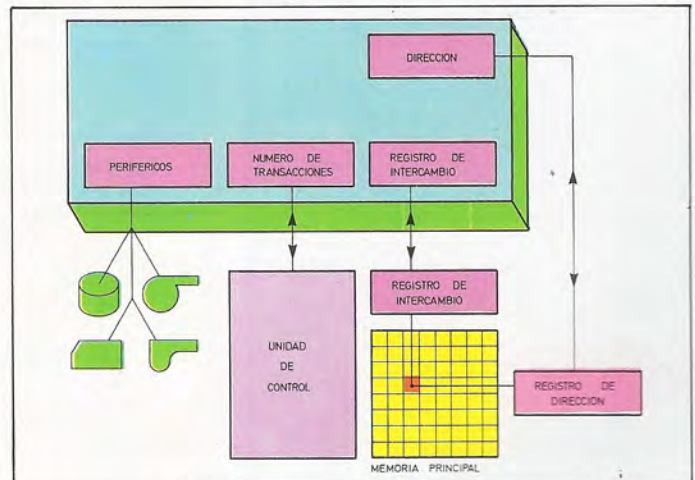 DIRECCION
PERIFERICOS
NUMERO DE
TRANSACCIONES
REGISTRO DE
INTERCAMBIO
REGISTRO DE
INTERCAMBIO
UNIDAD
DE
CONTROL
REGISTRO DE
DIRECCION
MEMORIA PRINCIPAL